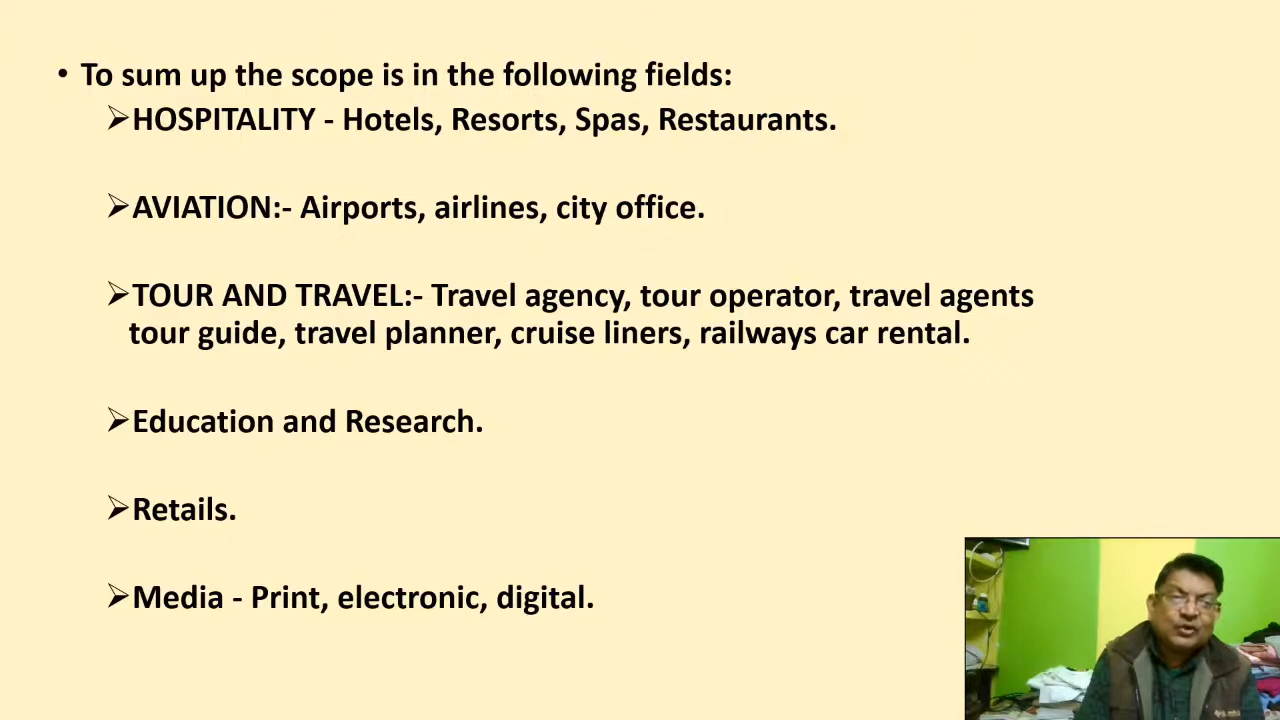 • To sum up the scope is in the following fields:
➢HOSPITALITY - Hotels, Resorts, Spas, Restaurants.
➢AVIATION:- Airports, airlines, city office.
➢TOUR AND TRAVEL:- Travel agency, tour operator, travel agents
tour guide, travel planner, cruise liners, railways car rental.
➢Education and Research.
➢Retails.
➢Media - Print, electronic, digital.